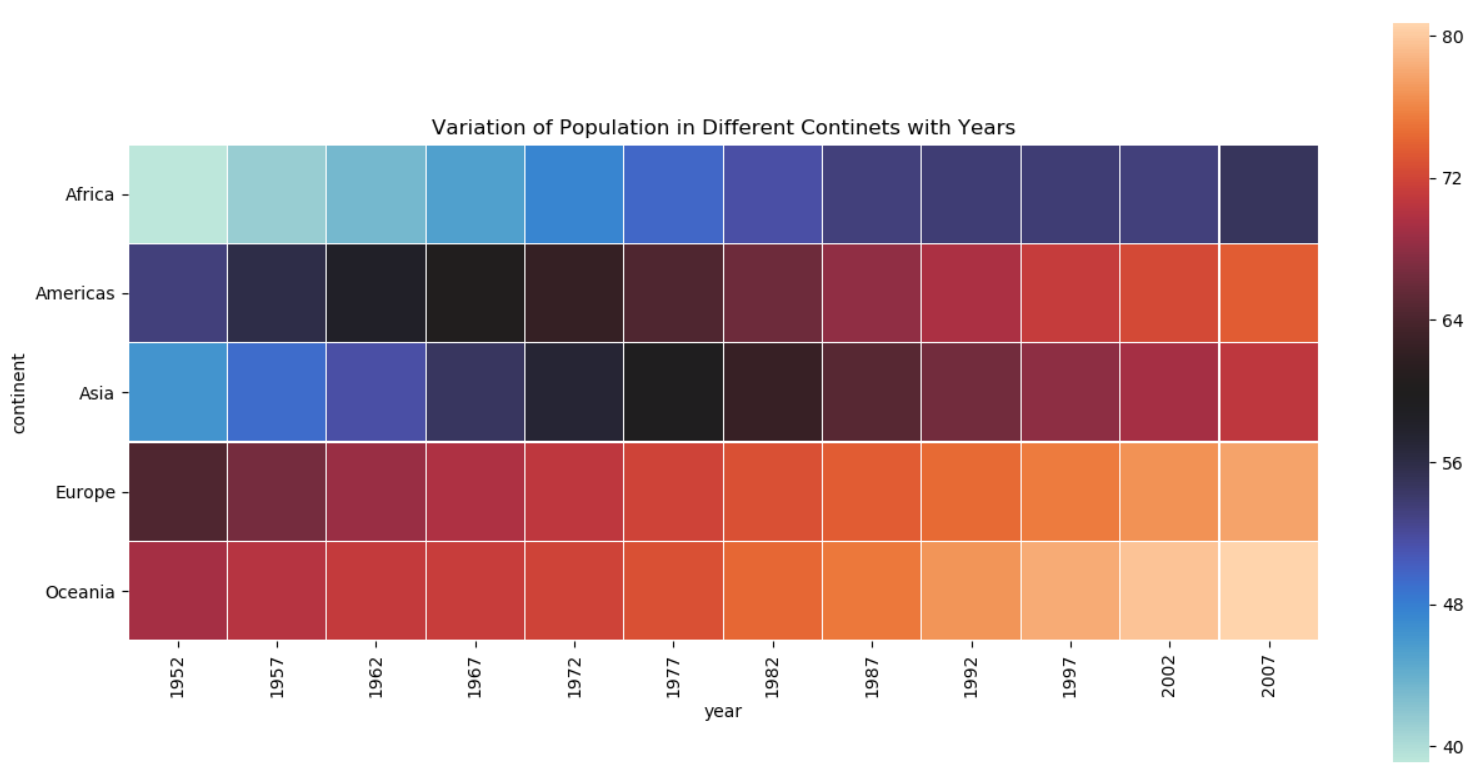 Variation of Population in Different Continets with Years
continent
Africa
Americas
Asia
Europe
Oceania
1952 1957 1962 1967 1972 1977 1982 1987 1992 1997 2002 2007
year
80
72
64
56
48
40